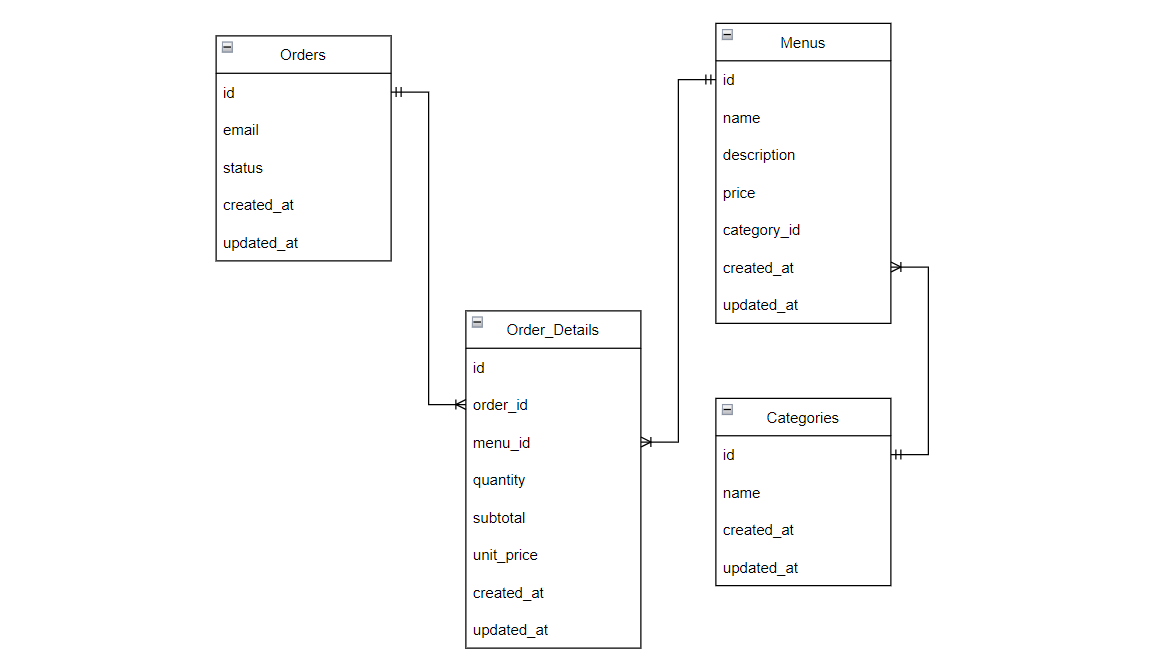 Orders
id
email
status
created_at
updated_at
Menus
id
name
description
price
category_id
created_at
updated_at
Order_Details
id
order_id
menu_id
quantity
subtotal
unit_price
created_at
updated_at
Categories
id
name
created_at
updated_at